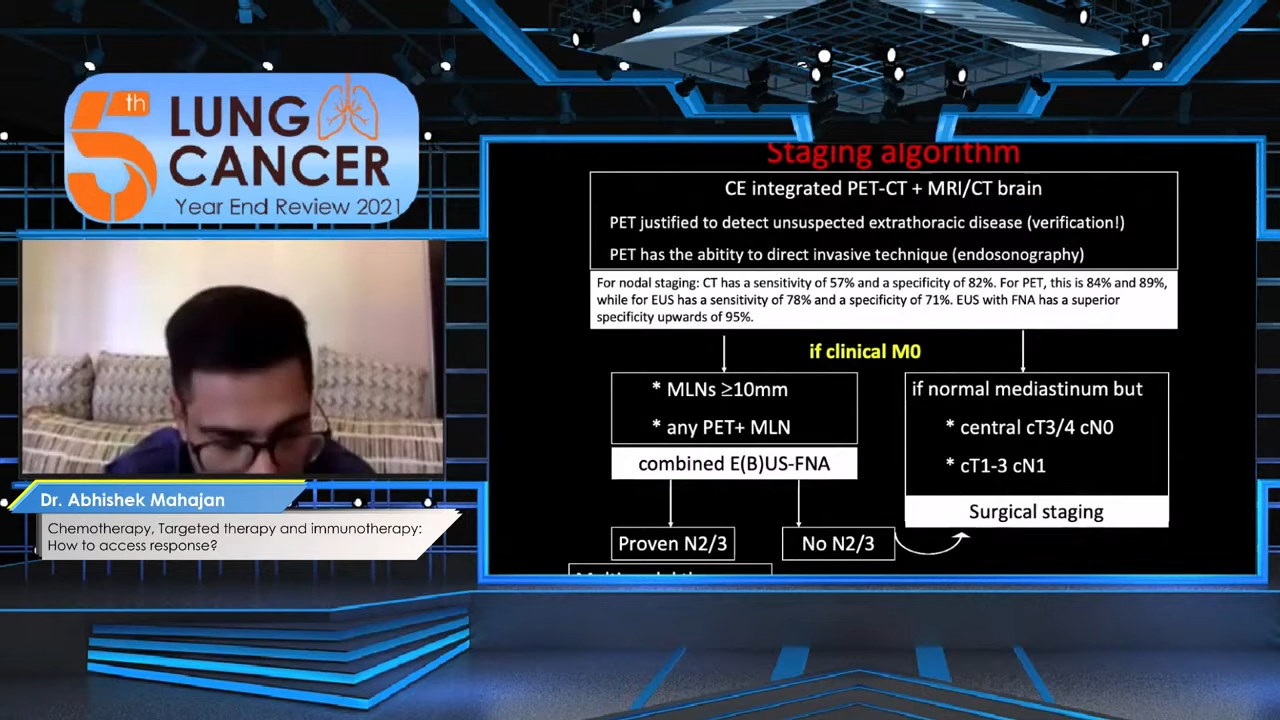 5th
LUNG
CANCER
Year End Review 2021
Staging algorithm
CE integrated PET-CT + MRI/CT brain
PET justified to detect unsuspected extrathoracic disease (verification!)
PET has the abitity to direct invasive technique (endosonography)
For nodal staging: CT has a sensitivity of 57% and a specificity of 82%. For PET, this is 84% and 89%,
while for EUS has a sensitivity of 78% and a specificity of 71%. EUS with FNA has a superior
specificity upwards of 95%.
if clinical M0
* MLNs ≥10mm
* any PET+ MLN
combined E(B)US-FNA
Proven N2/3
No N2/3
if normal mediastinum but
* central cT3/4 cN0
* cT1-3 cN1
Surgical staging
Dr. Abhishek Mahajan
Chemotherapy, Targeted therapy and immunotherapy:
How to access response?